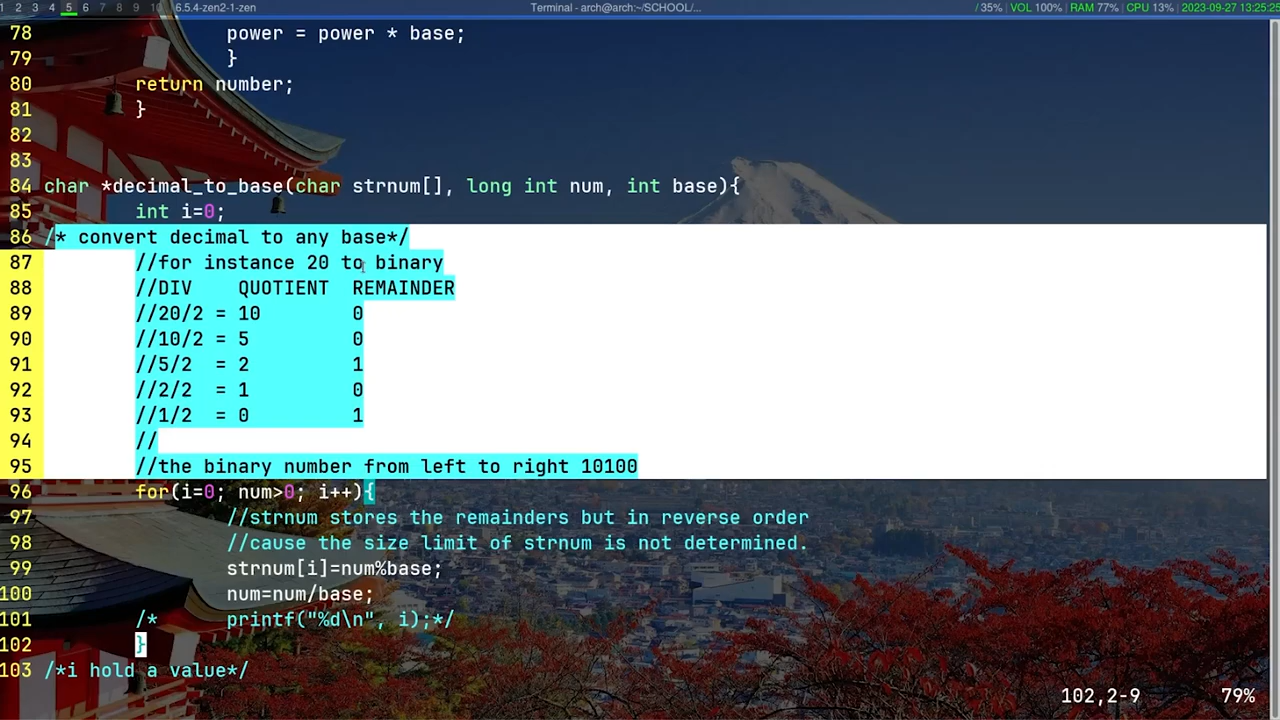 1 2 3 4 5 6 7 8 9 10 6.5.4-zen2-1-zen Terminal - arch@arch:~/SCHOOL/... / 35% VOL 100% RAM 77% CPU 13% 2023-09-27 13:25:25
78 power = power * base;
79 }
80 return number;
81 }
82
83
84 char *decimal_to_base(char strnum[], long int num, int base){
85 int i=0;
86 /* convert decimal to any base*/
87 //for instance 20 to binary
88 //DIV QUOTIENT REMAINDER
89 //20/2 = 10 0
90 //10/2 = 5 0
91 //5/2 = 2 1
92 //2/2 = 1 0
93 //1/2 = 0 1
94 //
95 //the binary number from left to right 10100
96 for(i=0; num>0; i++){
97 //strnum stores the remainders but in reverse order
98 //cause the size limit of strnum is not determined.
99 strnum[i]=num%base;
100 num=num/base;
101 /* printf("%d\n", i);*/
102 }
103 /*i hold a value*/
102,2-9 79%